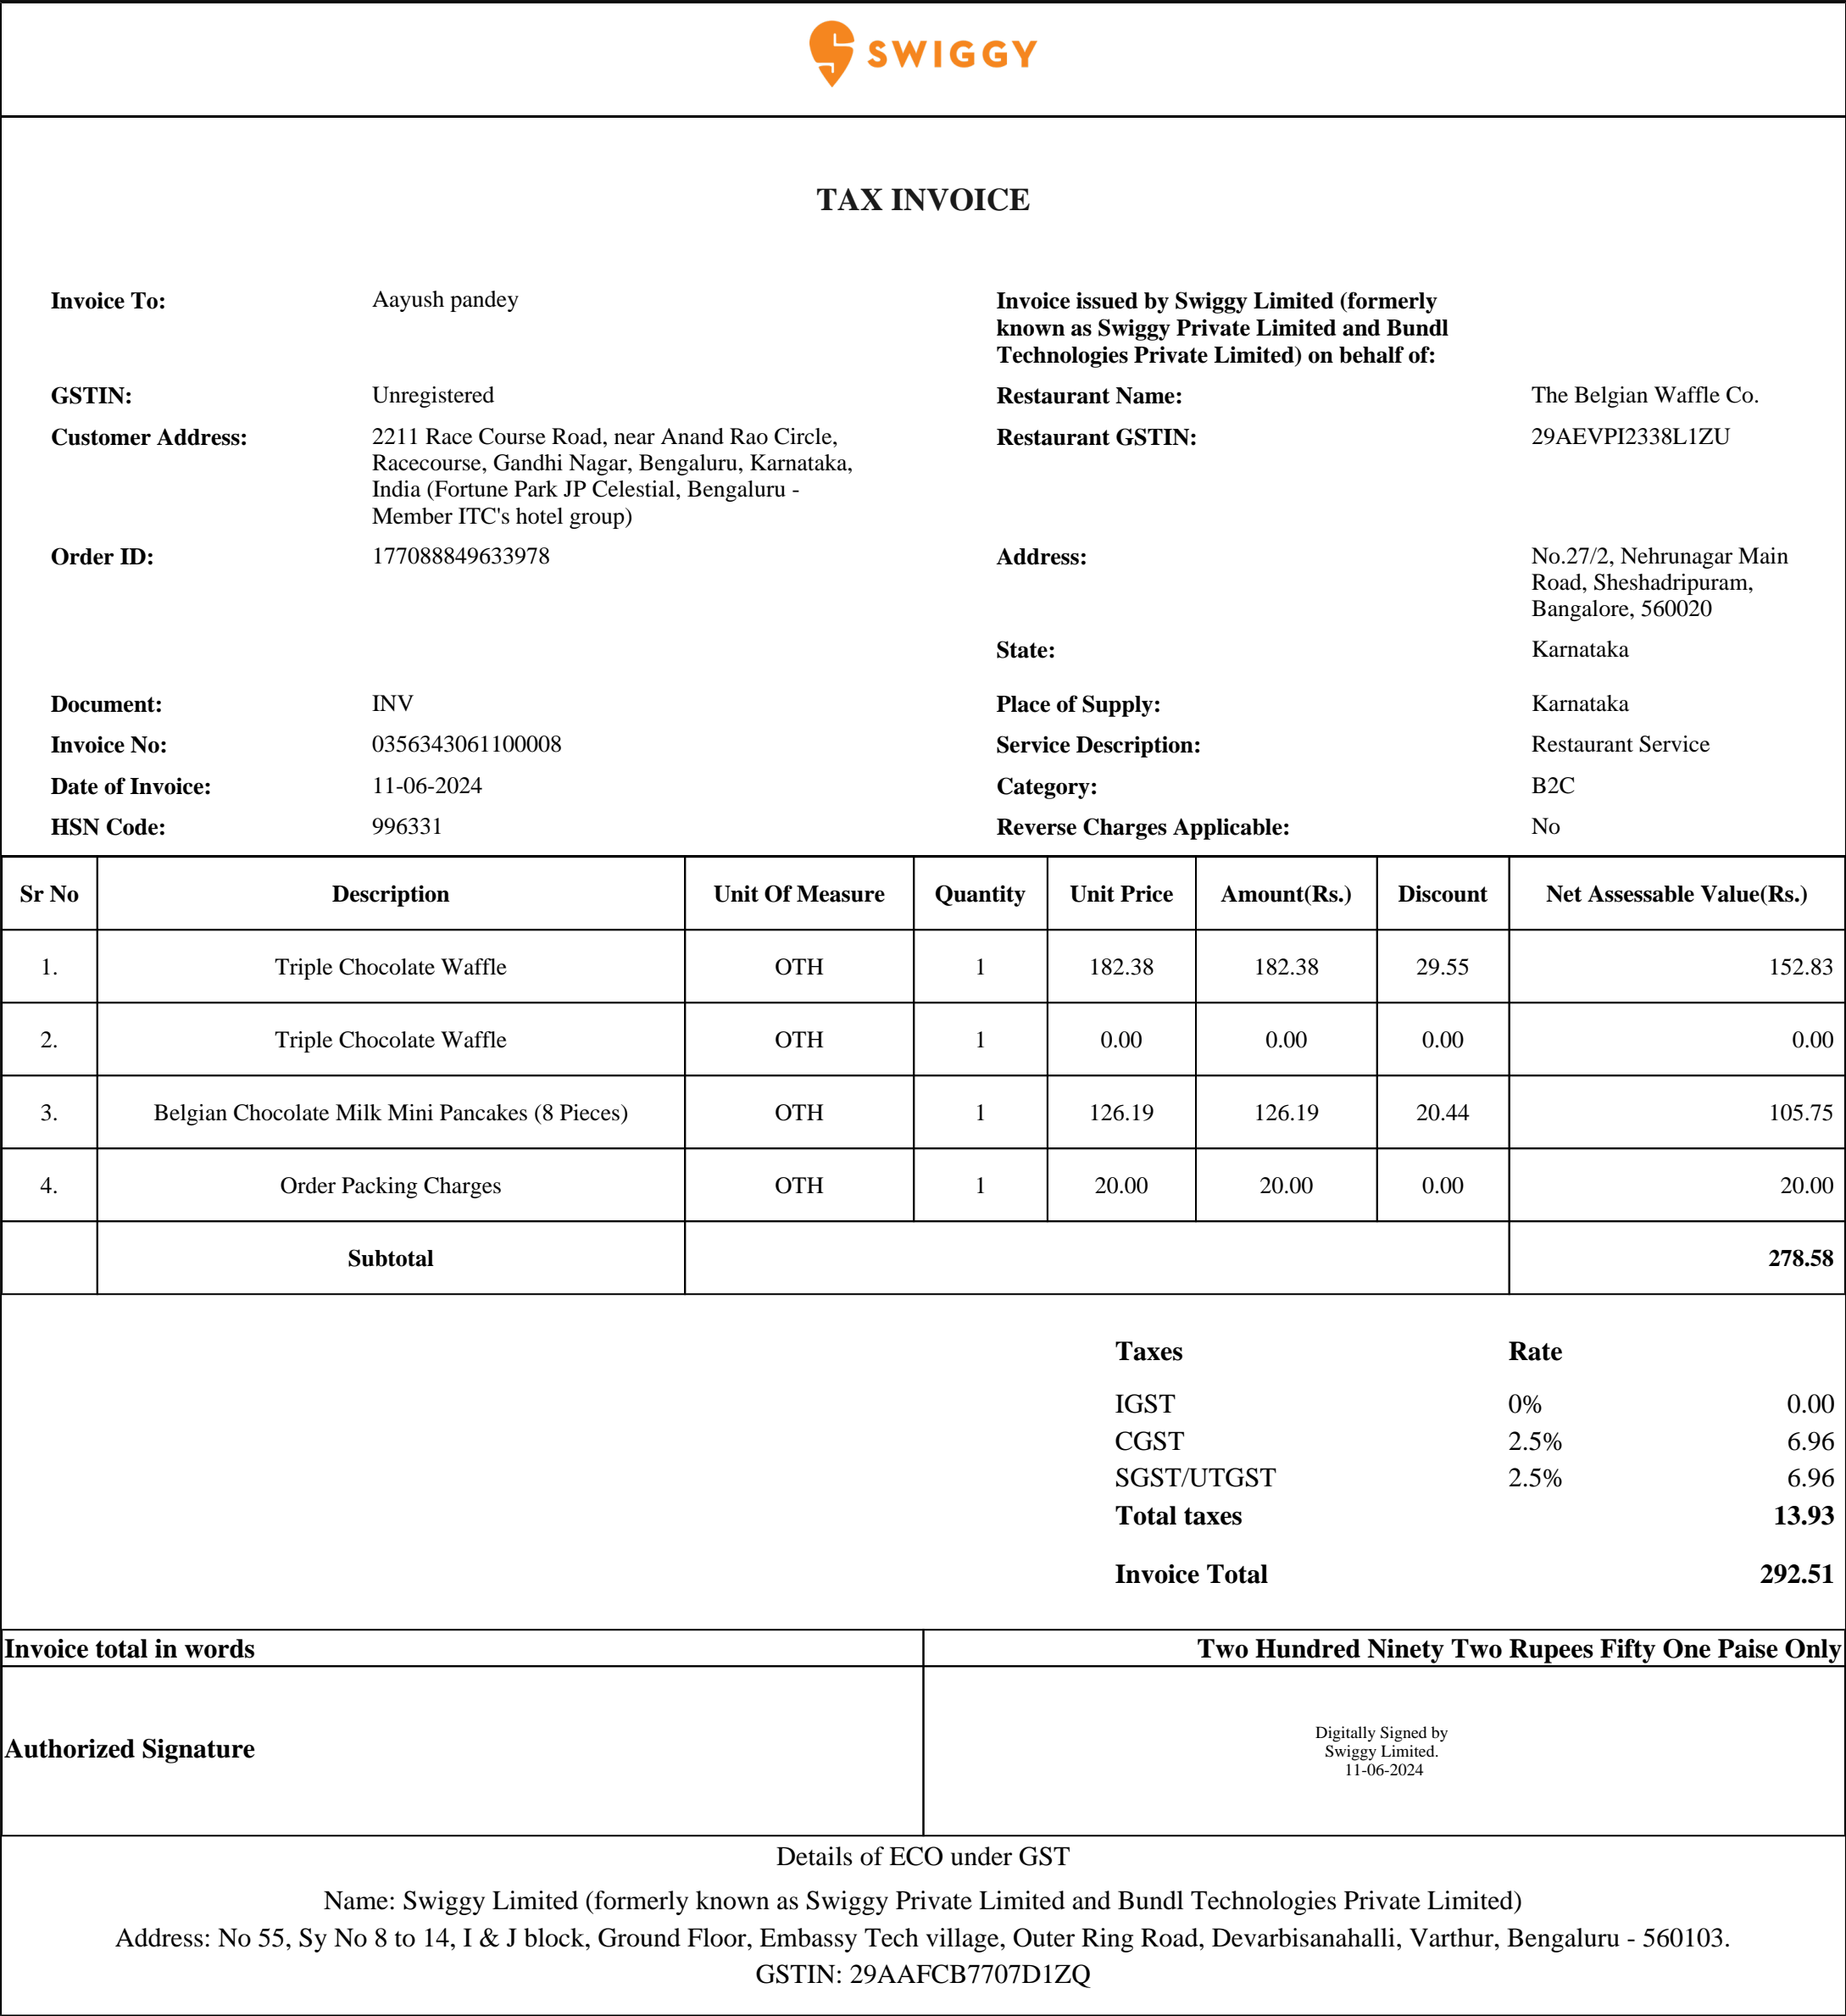 SWIGGY
TAX INVOICE
Invoice To: Aayush pandey
Invoice issued by Swiggy Limited (formerly
known as Swiggy Private Limited and Bundl
Technologies Private Limited) on behalf of:
GSTIN: Unregistered
Restaurant Name: The Belgian Waffle Co.
Customer Address: 2211 Race Course Road, near Anand Rao Circle,
Racecourse, Gandhi Nagar, Bengaluru, Karnataka,
India (Fortune Park JP Celestial, Bengaluru -
Member ITC's hotel group)
Restaurant GSTIN: 29AEVPI2338L1ZU
Order ID: 177088849633978
Address: No.27/2, Nehrunagar Main
Road, Sheshadripuram,
Bangalore, 560020
State: Karnataka
Document: INV
Place of Supply: Karnataka
Invoice No: 0356343061100008
Service Description: Restaurant Service
Date of Invoice: 11-06-2024
Category: B2C
HSN Code: 996331
Reverse Charges Applicable: No
Sr No Description Unit Of Measure Quantity Unit Price Amount(Rs.) Discount Net Assessable Value(Rs.)
1. Triple Chocolate Waffle OTH 1 182.38 182.38 29.55 152.83
2. Triple Chocolate Waffle OTH 1 0.00 0.00 0.00 0.00
3. Belgian Chocolate Milk Mini Pancakes (8 Pieces) OTH 1 126.19 126.19 20.44 105.75
4. Order Packing Charges OTH 1 20.00 20.00 0.00 20.00
Subtotal 278.58
Taxes Rate
IGST 0% 0.00
CGST 2.5% 6.96
SGST/UTGST 2.5% 6.96
Total taxes 13.93
Invoice Total 292.51
Invoice total in words Two Hundred Ninety Two Rupees Fifty One Paise Only
Authorized Signature
Digitally Signed by
Swiggy Limited.
11-06-2024
Details of ECO under GST
Name: Swiggy Limited (formerly known as Swiggy Private Limited and Bundl Technologies Private Limited)
Address: No 55, Sy No 8 to 14, I & J block, Ground Floor, Embassy Tech village, Outer Ring Road, Devarbisanahalli, Varthur, Bengaluru - 560103.
GSTIN: 29AAFCB7707D1ZQ